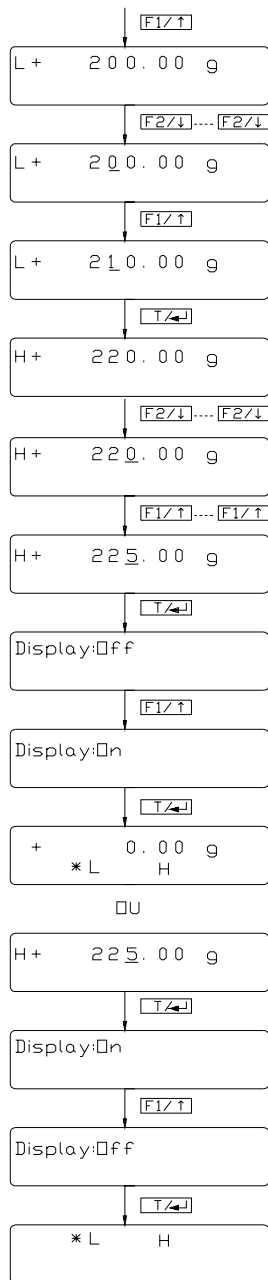 F1/↑
L + 200.00 g
F2/↓ ---- F2/↓
L + 200.00 g
F1/↑
L + 210.00 g
T/↵
H + 220.00 g
F2/↓ ---- F2/↓
H + 220.00 g
F1/↑ ---- F1/↑
H + 225.00 g
T/↵
Display:Off
F1/↑
Display:On
T/↵
+ 0.00 g
* L H
OU
H + 225.00 g
T/↵
Display:On
F1/↑
Display:Off
T/↵
* L H